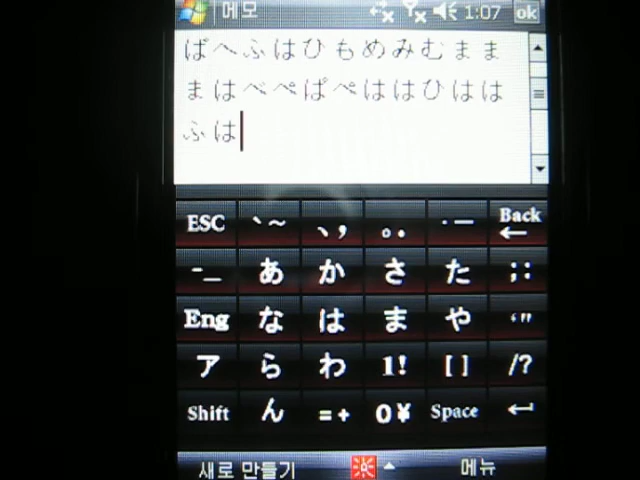 메모 1:07 ok
ぱへふはひもめみむまま
まはべぺぱぺははひはは
ふは
ESC `~ 、, 。. ·ー Back ←
-_ あ か さ た ;:
Eng な は ま や ‘"
ア ら わ 1! [ ] /?
Shift ん =+ 0¥ Space ↵
새로 만들기 메뉴